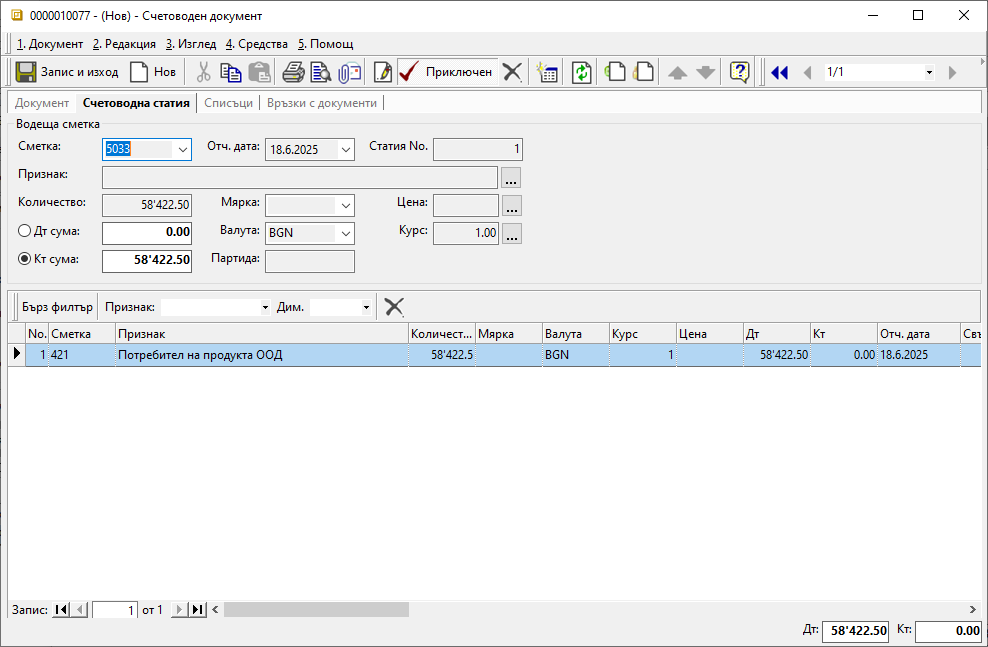 0000010077 - (Нов) - Счетоводен документ
1. Документ 2. Редакция 3. Изглед 4. Средства 5. Помощ
Запис и изход Нов Приключен 1/1
Документ Счетоводна статия Списъци Връзки с документи
Водеща сметка
Сметка: 5033 Отч. дата: 18.6.2025 Статия No. 1
Признак: ...
Количество: 58'422.50 Мярка: Цена: ...
Дт сума: 0.00 Валута: BGN Курс: 1.00 ...
Кт сума: 58'422.50 Партида:
Бърз филтър Признак: Дим.
No. Сметка Признак Количест... Мярка Валута Курс Цена Дт Кт Отч. дата Свъ
1 421 Потребител на продукта ООД 58'422.5 BGN 1 58'422.50 0.00 18.6.2025
Запис: 1 от 1
Дт: 58'422.50 Кт: 0.00